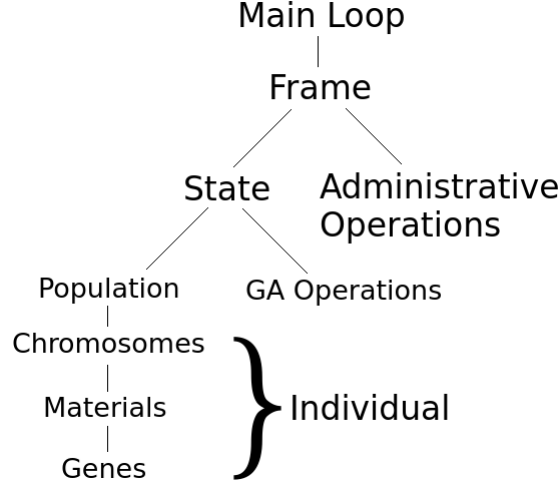 Main Loop
Frame
State
Administrative
Operations
Population
GA Operations
Chromosomes
Materials
Individual
Genes